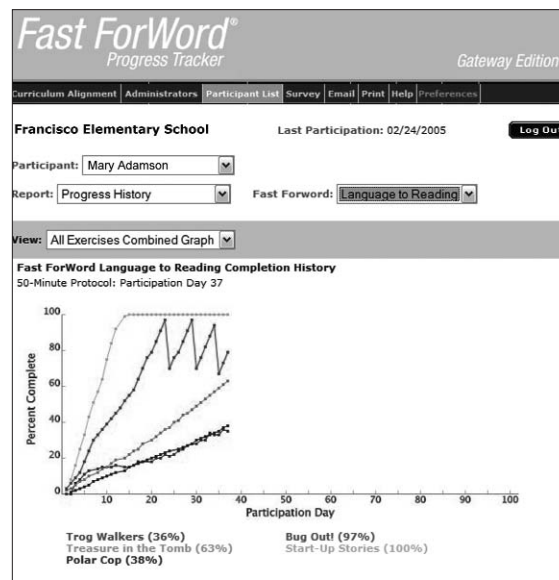 Fast ForWord®
Progress Tracker
Gateway Edition
Curriculum Alignment Administrators Participant List Survey Email Print Help Preferences
Francisco Elementary School Last Participation: 02/24/2005 Log Ou
Participant: Mary Adamson
Report: Progress History Fast Forword: Language to Reading
View: All Exercises Combined Graph
Fast ForWord Language to Reading Completion History
50-Minute Protocol: Participation Day 37
100
80
60
40
20
0
Percent Complete
10 20 30 40 50 60 70 80 90 100
Participation Day
Trog Walkers (36%) Bug Out! (97%)
Treasure in the Tomb (63%) Start-Up Stories (100%)
Polar Cop (38%)